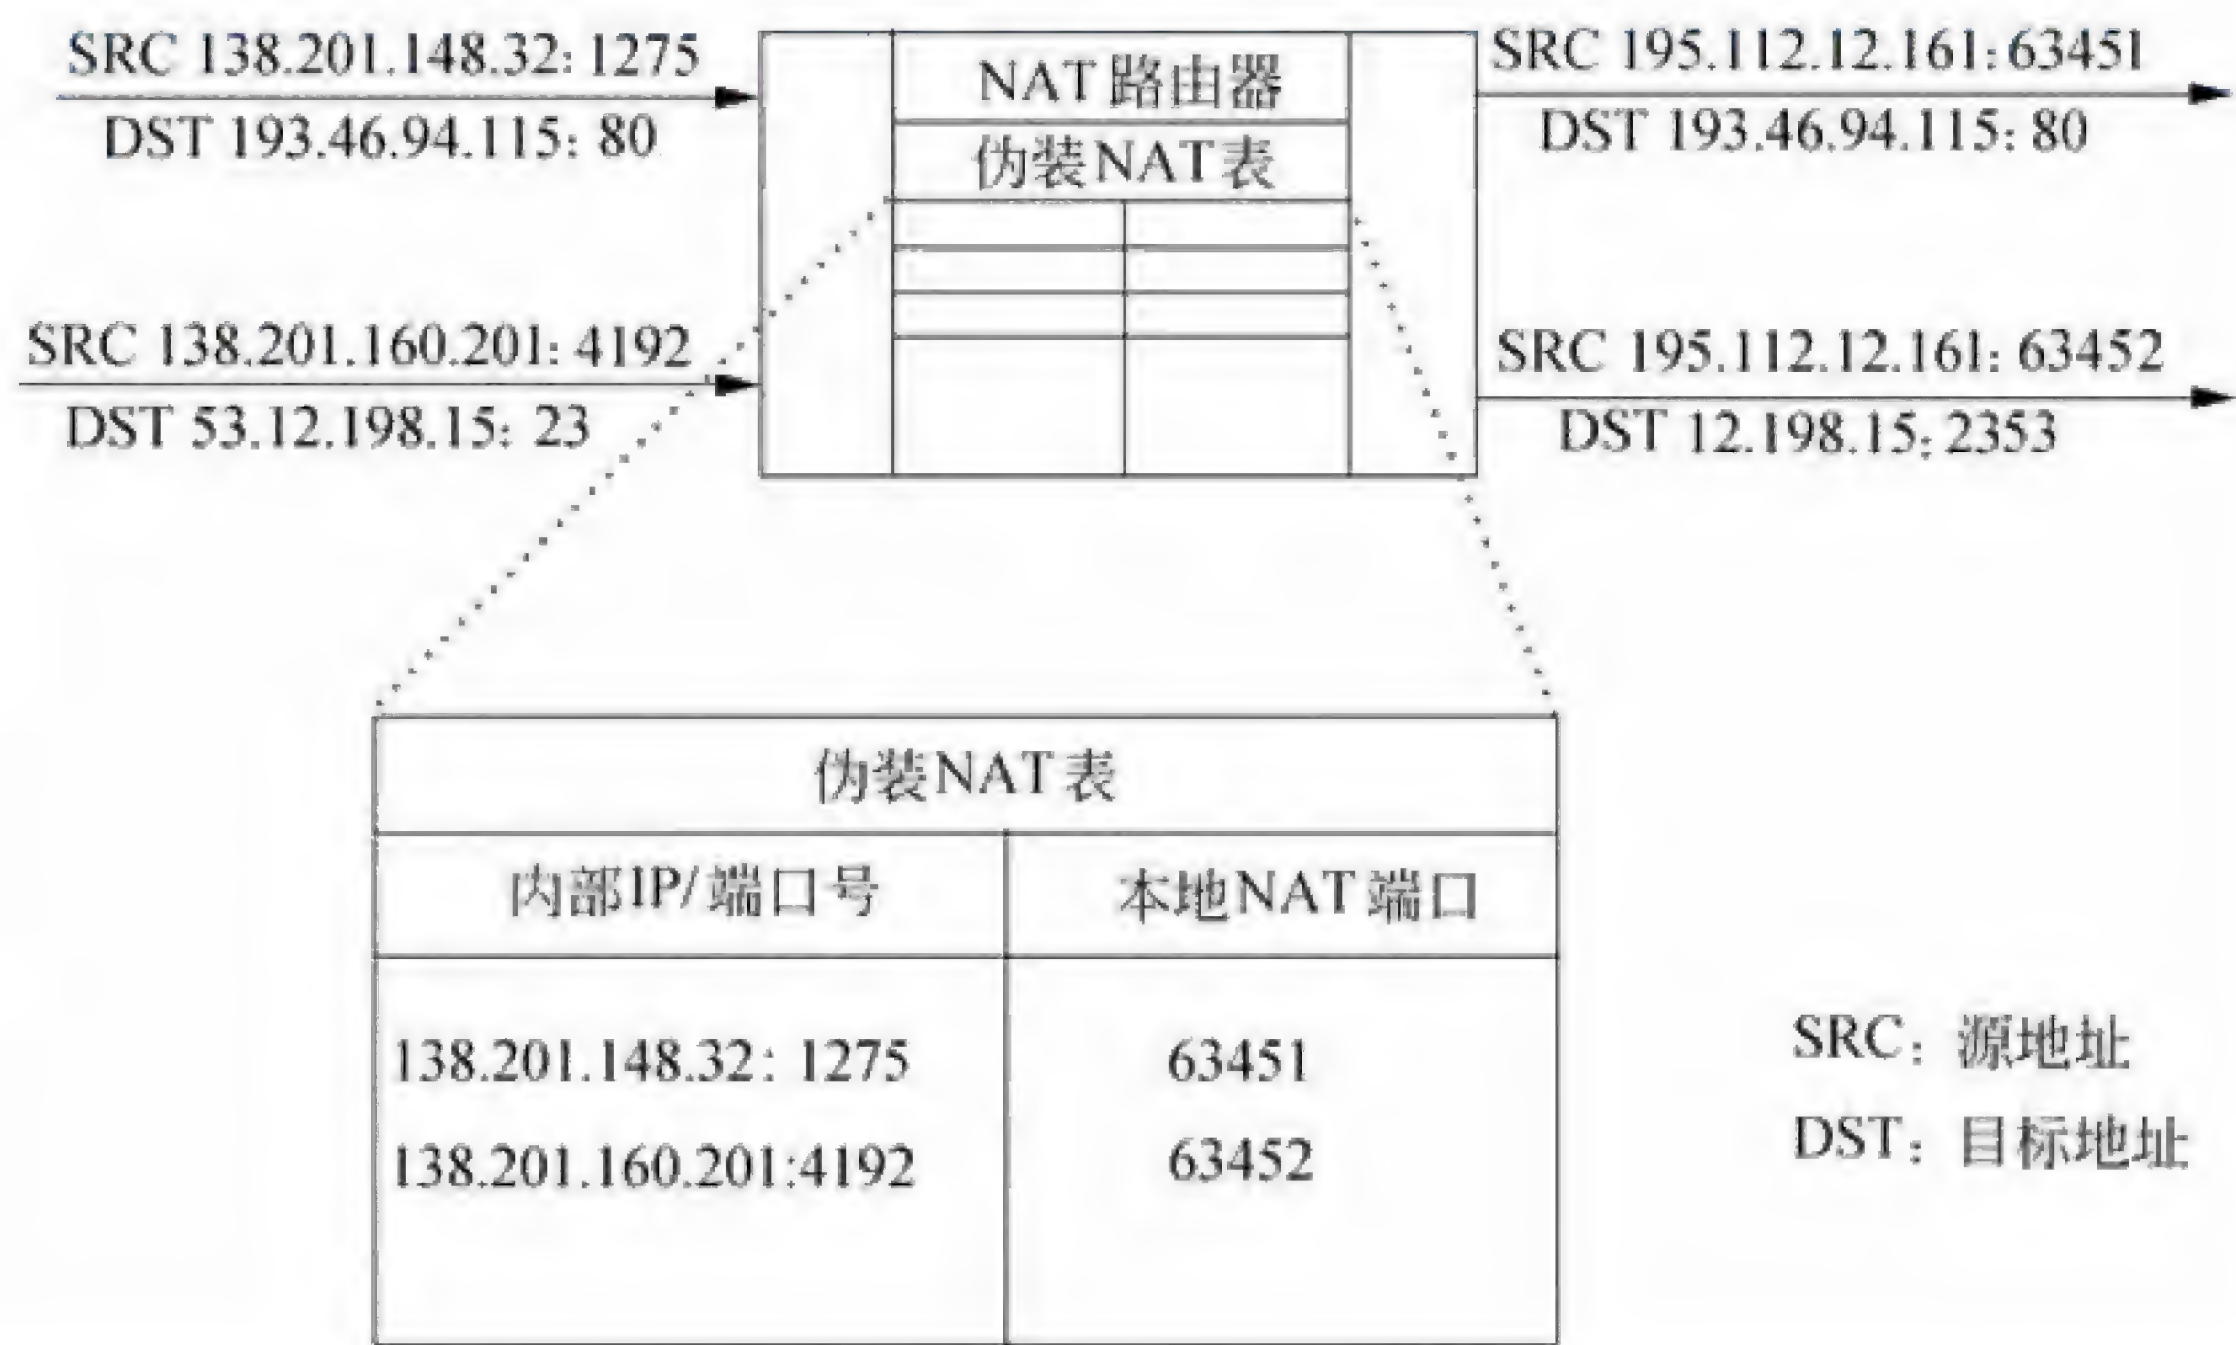 SRC 138.201.148.32: 1275
DST 193.46.94.115: 80
NAT路由器
伪装NAT表
SRC 195.112.12.161:63451
DST 193.46.94.115: 80
SRC 138.201.160.201: 4192
DST 53.12.198.15: 23
SRC 195.112.12.161: 63452
DST 12.198.15: 2353
伪装NAT表
内部IP/端口号
本地NAT端口
138.201.148.32: 1275
63451
138.201.160.201:4192
63452
SRC: 源地址
DST: 目标地址